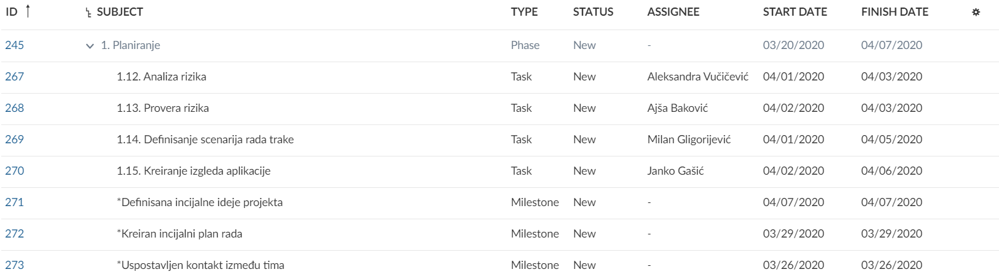 ID SUBJECT TYPE STATUS ASSIGNEE START DATE FINISH DATE
245 1. Planiranje Phase New - 03/20/2020 04/07/2020
267 1.12. Analiza rizika Task New Aleksandra Vučičević 04/01/2020 04/03/2020
268 1.13. Provera rizika Task New Ajša Baković 04/02/2020 04/03/2020
269 1.14. Definisanje scenarija rada trake Task New Milan Gligorijević 04/01/2020 04/05/2020
270 1.15. Kreiranje izgleda aplikacije Task New Janko Gašić 04/02/2020 04/06/2020
271 *Definisana incijalne ideje projekta Milestone New - 04/07/2020 04/07/2020
272 *Kreiran incijalni plan rada Milestone New - 03/29/2020 03/29/2020
273 *Uspostavljen kontakt između tima Milestone New - 03/26/2020 03/26/2020